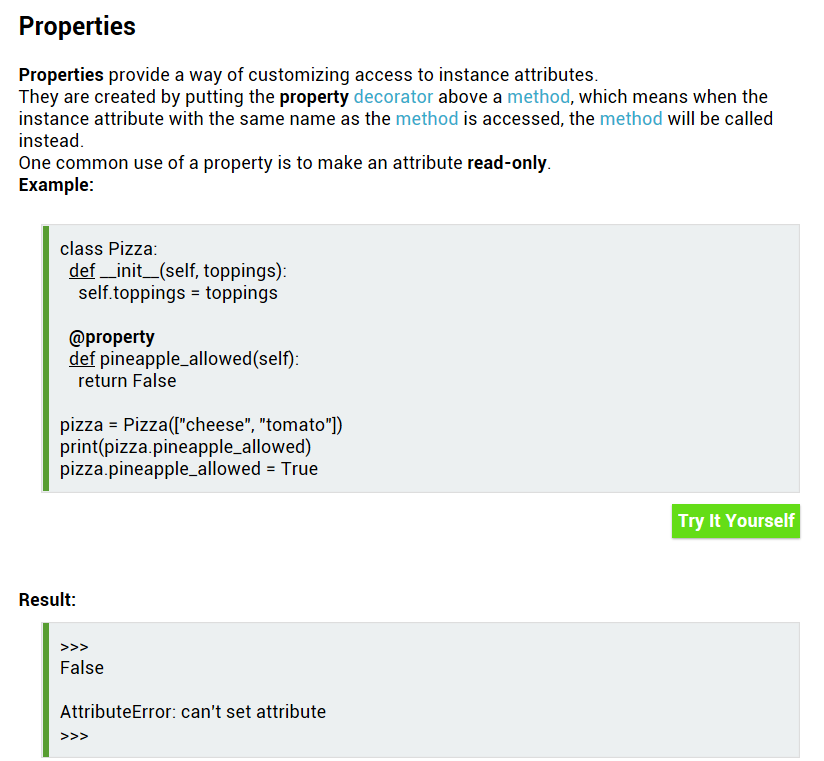 Properties
Properties provide a way of customizing access to instance attributes.
They are created by putting the property decorator above a method, which means when the
instance attribute with the same name as the method is accessed, the method will be called
instead.
One common use of a property is to make an attribute read-only.
Example:
class Pizza:
def __init__(self, toppings):
self.toppings = toppings
@property
def pineapple_allowed(self):
return False
pizza = Pizza(["cheese", "tomato"])
print(pizza.pineapple_allowed)
pizza.pineapple_allowed = True
Try It Yourself
Result:
>>>
False
AttributeError: can't set attribute
>>>